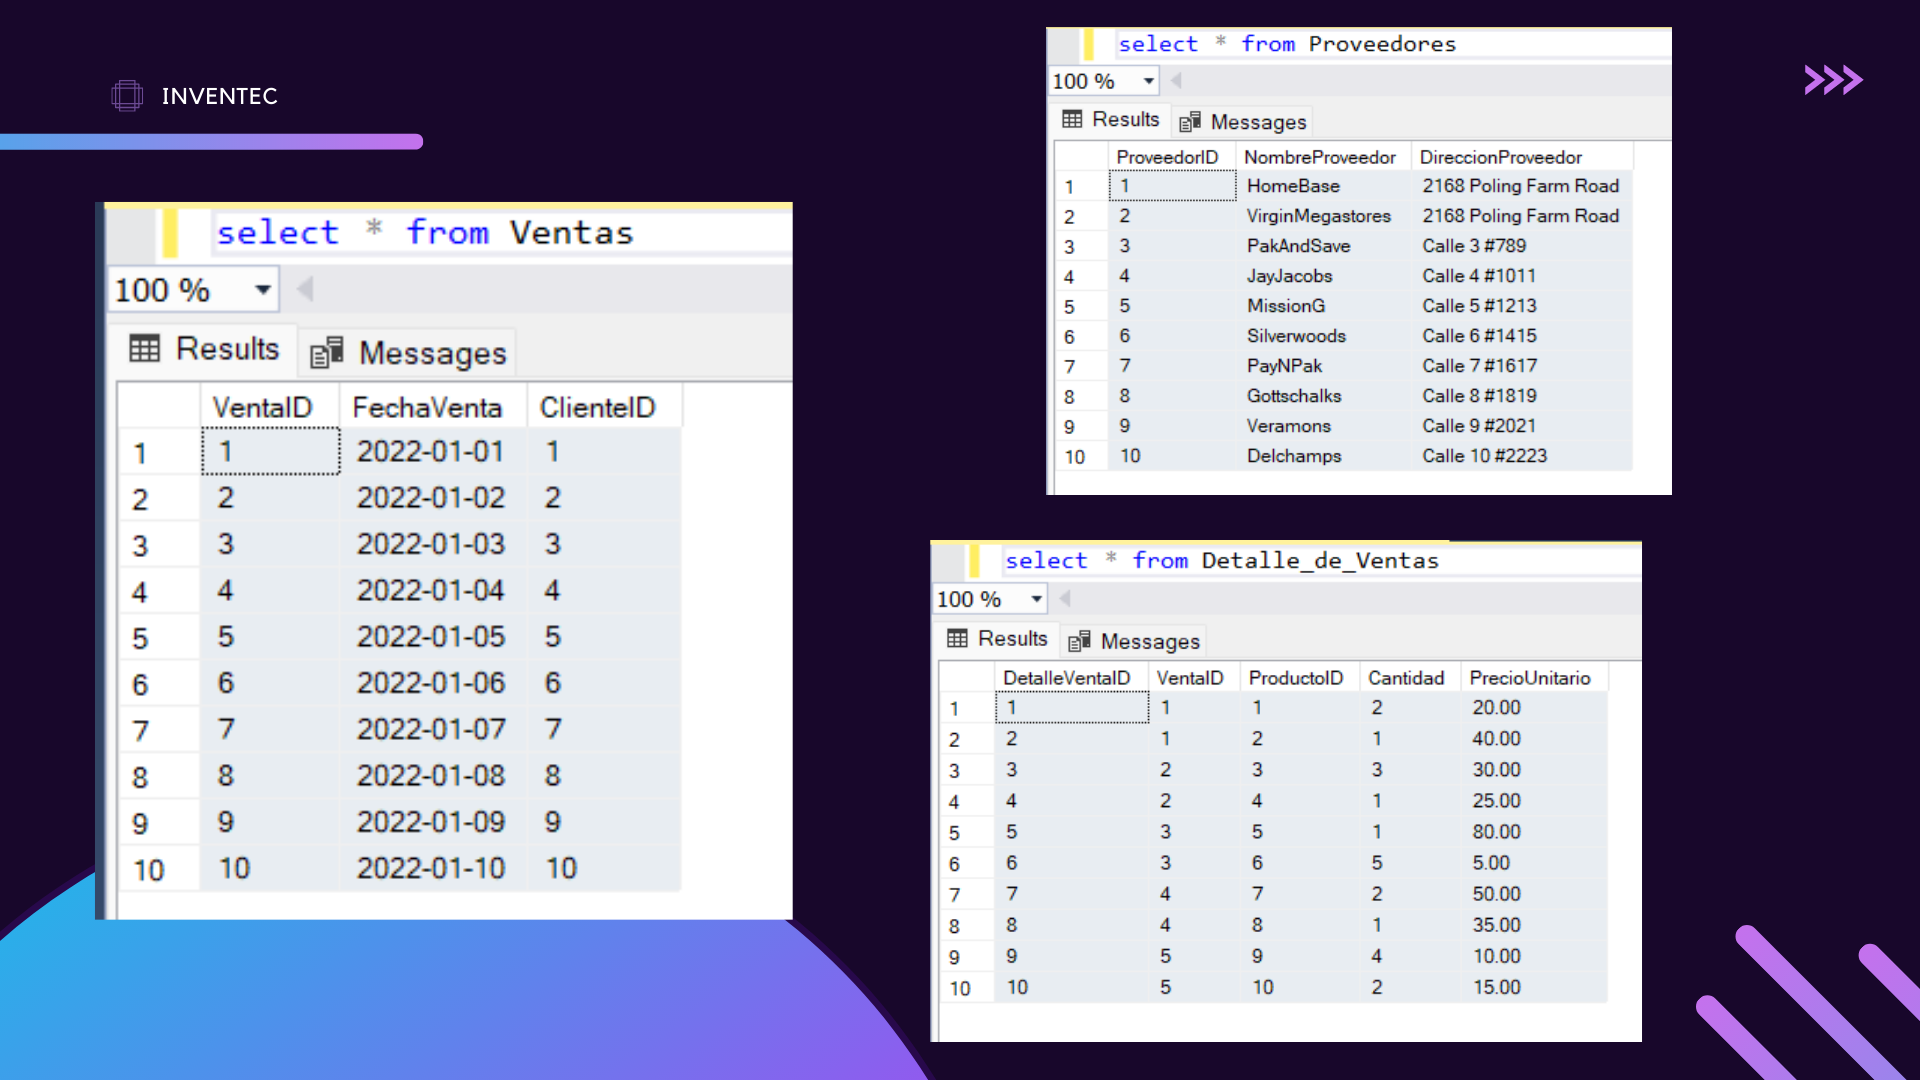 INVENTEC
select * from Ventas
100 %
Results Messages
VentaID FechaVenta ClienteID
1 1 2022-01-01 1
2 2 2022-01-02 2
3 3 2022-01-03 3
4 4 2022-01-04 4
5 5 2022-01-05 5
6 6 2022-01-06 6
7 7 2022-01-07 7
8 8 2022-01-08 8
9 9 2022-01-09 9
10 10 2022-01-10 10
select * from Proveedores
100 %
Results Messages
ProveedorID NombreProveedor DireccionProveedor
1 1 HomeBase 2168 Poling Farm Road
2 2 VirginMegastores 2168 Poling Farm Road
3 3 PakAndSave Calle 3 #789
4 4 JayJacobs Calle 4 #1011
5 5 MissionG Calle 5 #1213
6 6 Silverwoods Calle 6 #1415
7 7 PayNPak Calle 7 #1617
8 8 Gottschalks Calle 8 #1819
9 9 Veramons Calle 9 #2021
10 10 Delchamps Calle 10 #2223
select * from Detalle_de_Ventas
100 %
Results Messages
DetalleVentaID VentaID ProductoID Cantidad PrecioUnitario
1 1 1 1 2 20.00
2 2 1 2 1 40.00
3 3 2 3 3 30.00
4 4 2 4 1 25.00
5 5 3 5 1 80.00
6 6 3 6 5 5.00
7 7 4 7 2 50.00
8 8 4 8 1 35.00
9 9 5 9 4 10.00
10 10 5 10 2 15.00